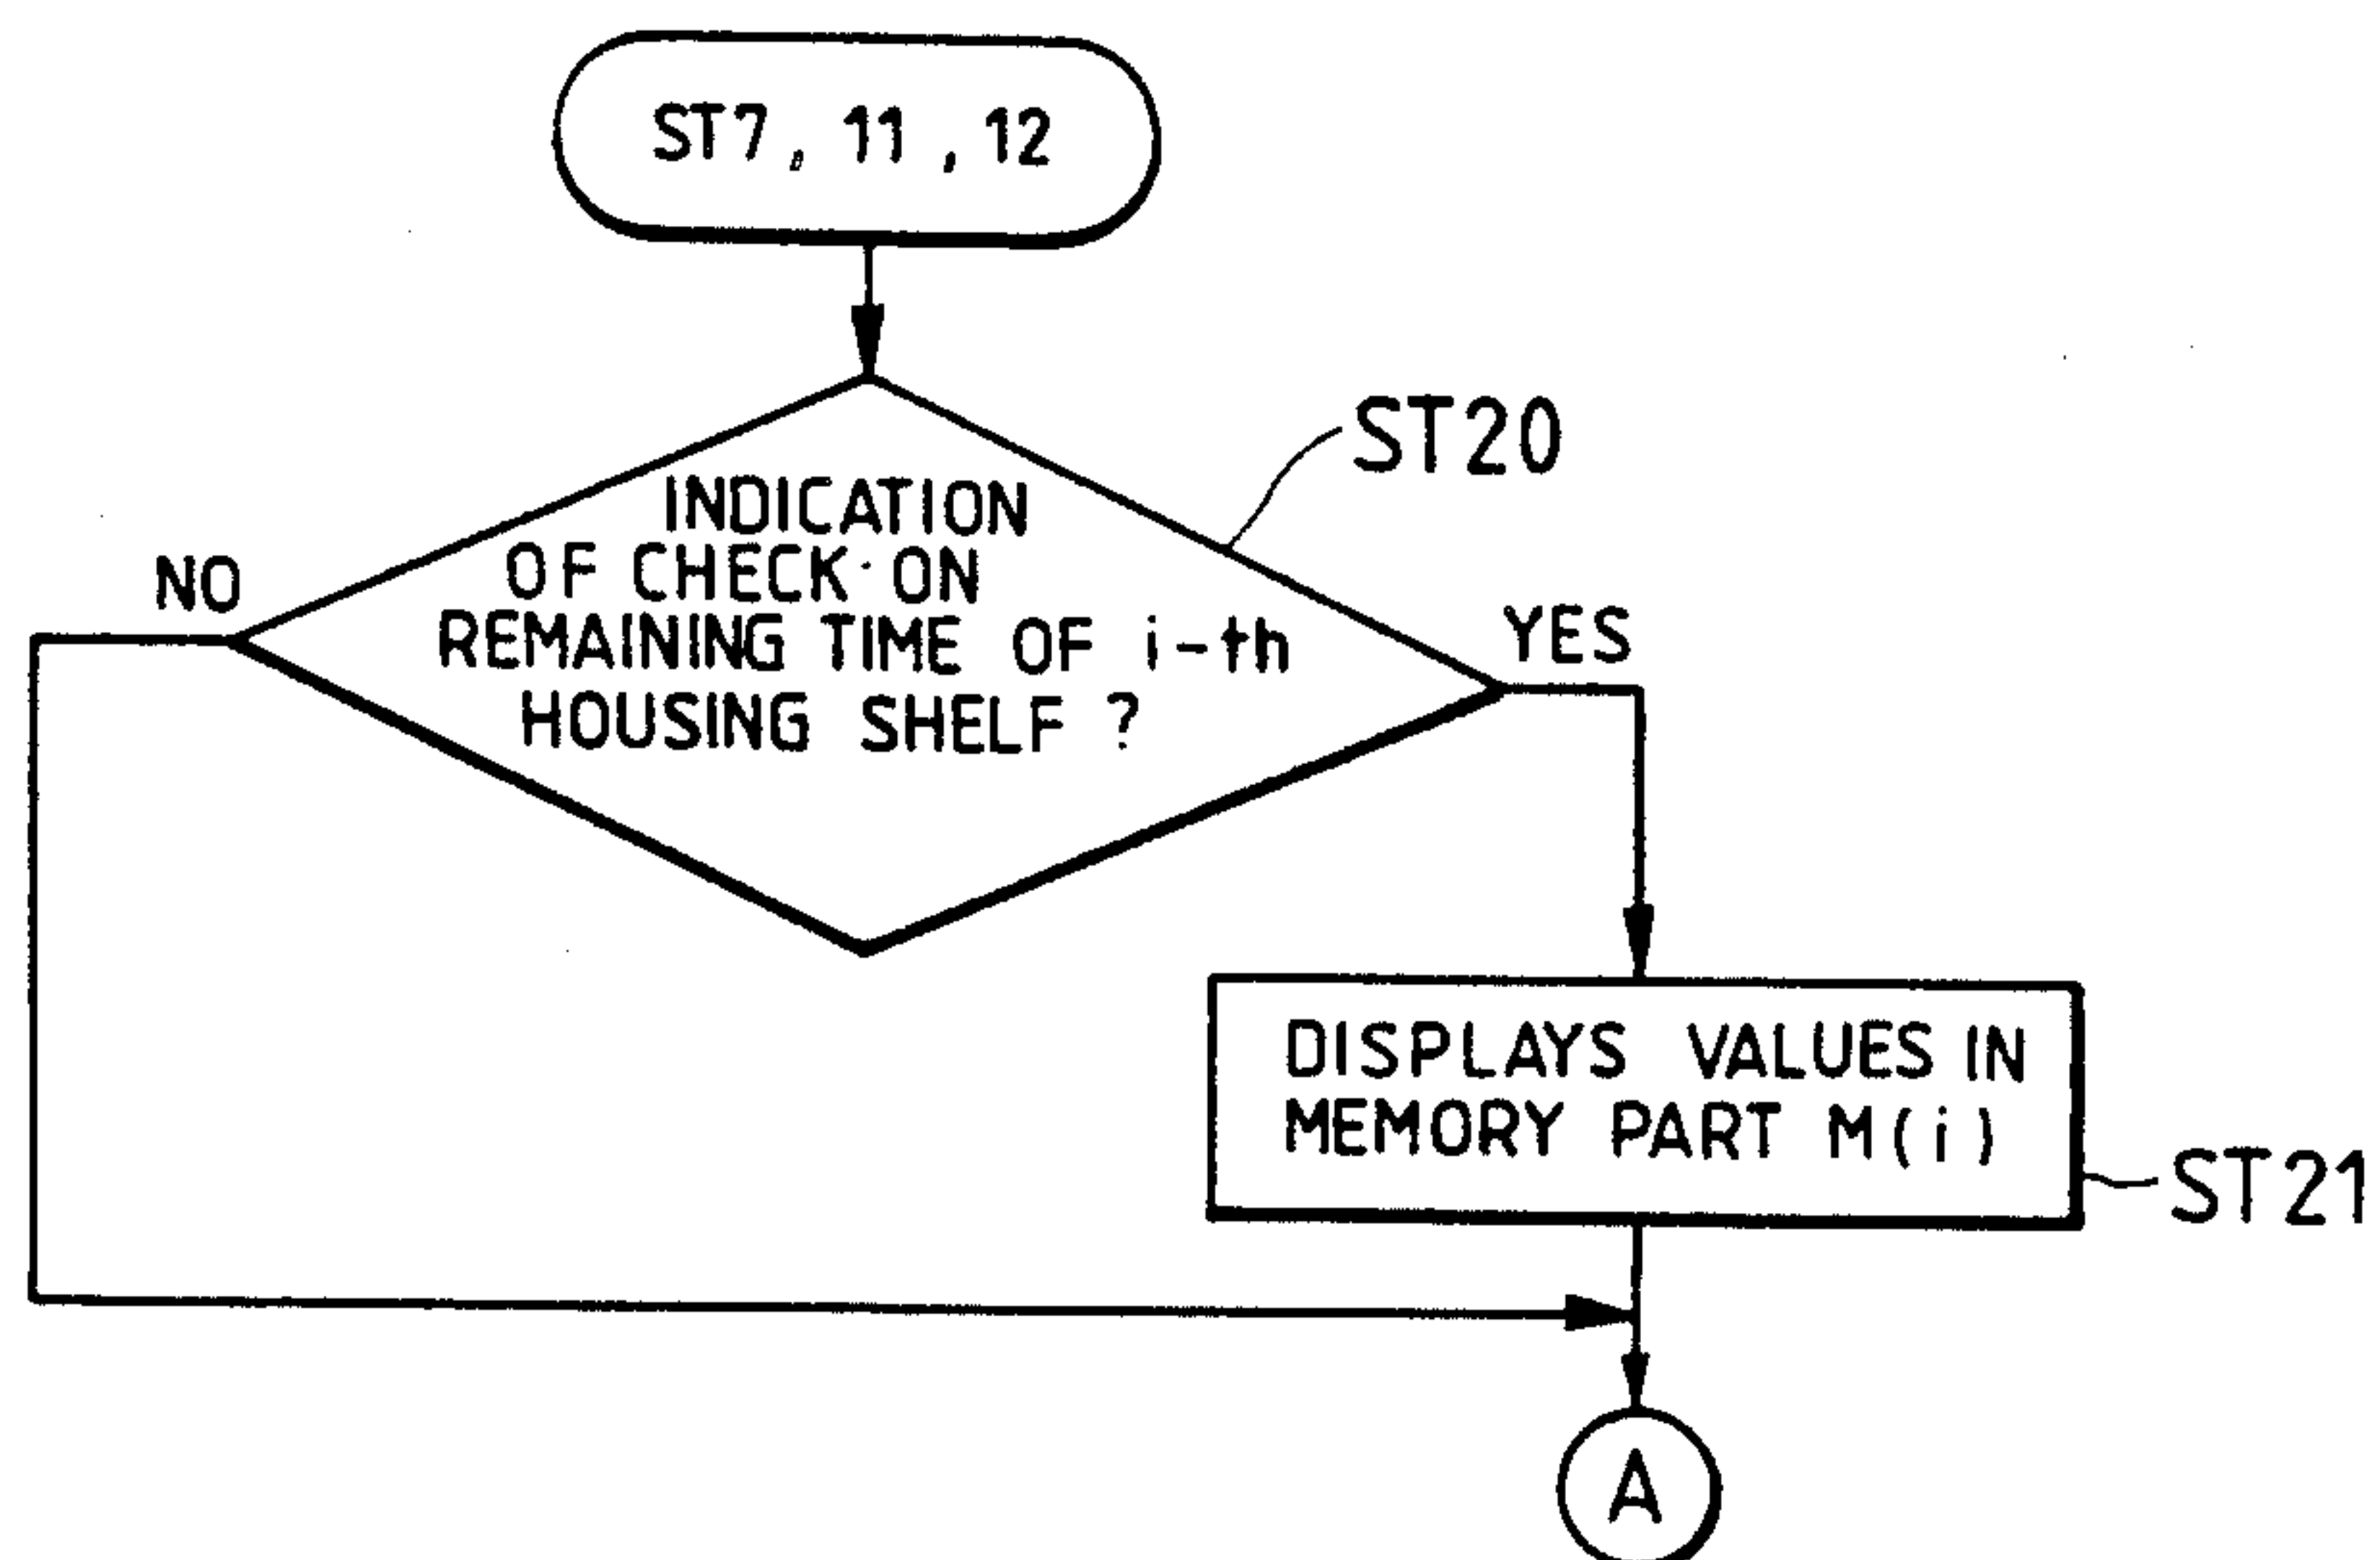 ST7, 11, 12
ST20
INDICATION
OF CHECK ON
REMAINING TIME OF i-th
HOUSING SHELF ?
NO
YES
DISPLAYS VALUES IN
MEMORY PART M(i)
ST21
A